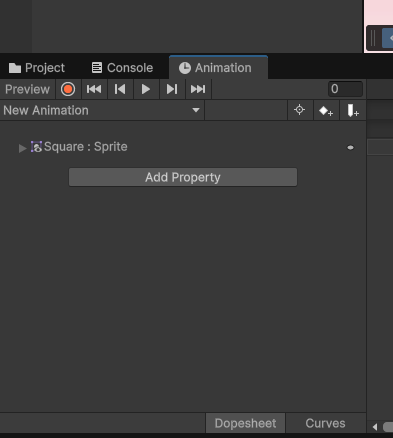 Project Console Animation
Preview 0
New Animation
Square : Sprite
Add Property
Dopesheet Curves